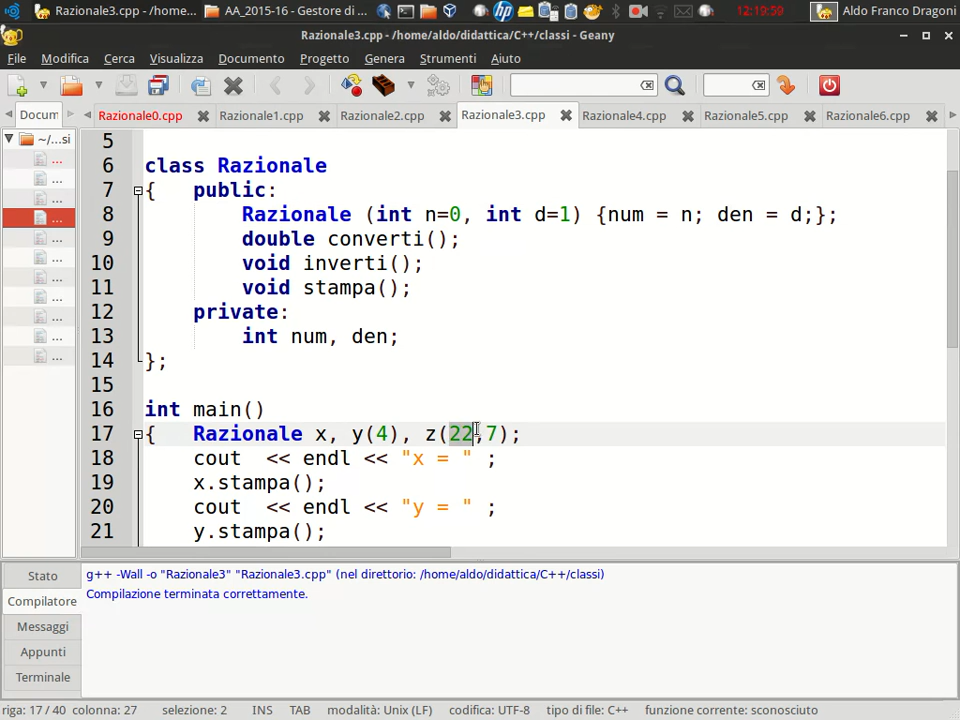 Razionale3.cpp - /home...
AA_2015-16 - Gestore di ...
12:19:50
Aldo Franco Dragoni
Razionale3.cpp - /home/aldo/didattica/C++/classi - Geany
File Modifica Cerca Visualizza Documento Progetto Genera Strumenti Aiuto
Docum Razionale0.cpp Razionale1.cpp Razionale2.cpp Razionale3.cpp Razionale4.cpp Razionale5.cpp Razionale6.cpp
~/...si
...
...
...
...
...
...
...
...
...
...
...
5
6 class Razionale
7 { public:
8 Razionale (int n=0, int d=1) {num = n; den = d;};
9 double converti();
10 void inverti();
11 void stampa();
12 private:
13 int num, den;
14 };
15
16 int main()
17 { Razionale x, y(4), z(22,7);
18 cout << endl << "x = " ;
19 x.stampa();
20 cout << endl << "y = " ;
21 y.stampa();
Stato
Compilatore
Messaggi
Appunti
Terminale
g++ -Wall -o "Razionale3" "Razionale3.cpp" (nel direttorio: /home/aldo/didattica/C++/classi)
Compilazione terminata correttamente.
riga: 17 / 40 colonna: 27 selezione: 2 INS TAB modalità: Unix (LF) codifica: UTF-8 tipo di file: C++ funzione corrente: sconosciuto